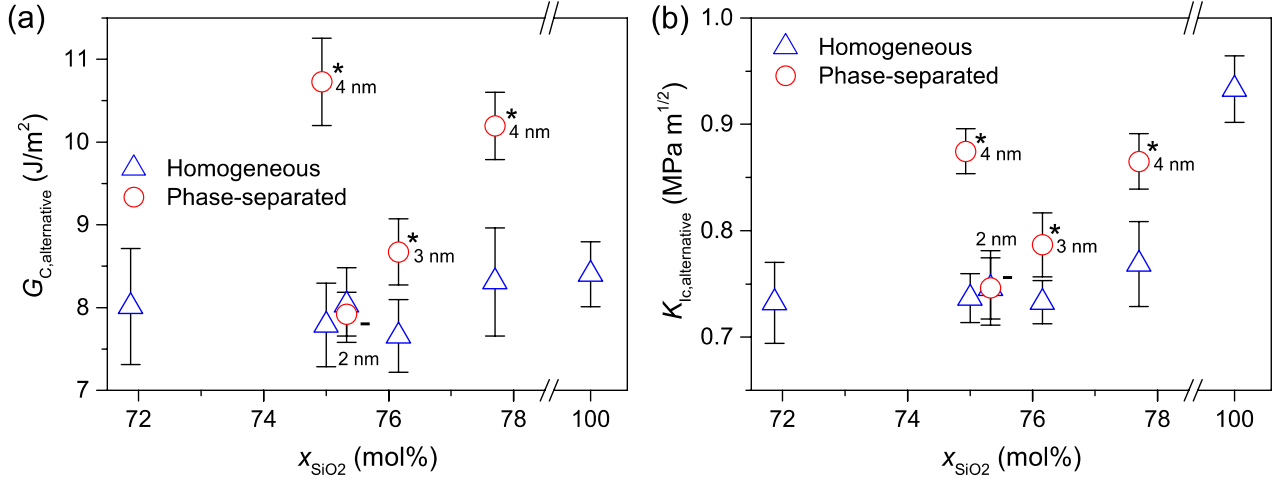 (a)
11
10
9
8
7
G_C,alternative (J/m²)
* 4 nm
* 4 nm
Homogeneous
Phase-separated
* 3 nm
-
2 nm
72 74 76 78 100
x_SiO2 (mol%)
(b)
1.0
0.9
0.8
0.7
K_Ic,alternative (MPa m^1/2)
Homogeneous
Phase-separated
* 4 nm
* 4 nm
2 nm
* 3 nm
-
72 74 76 78 100
x_SiO2 (mol%)